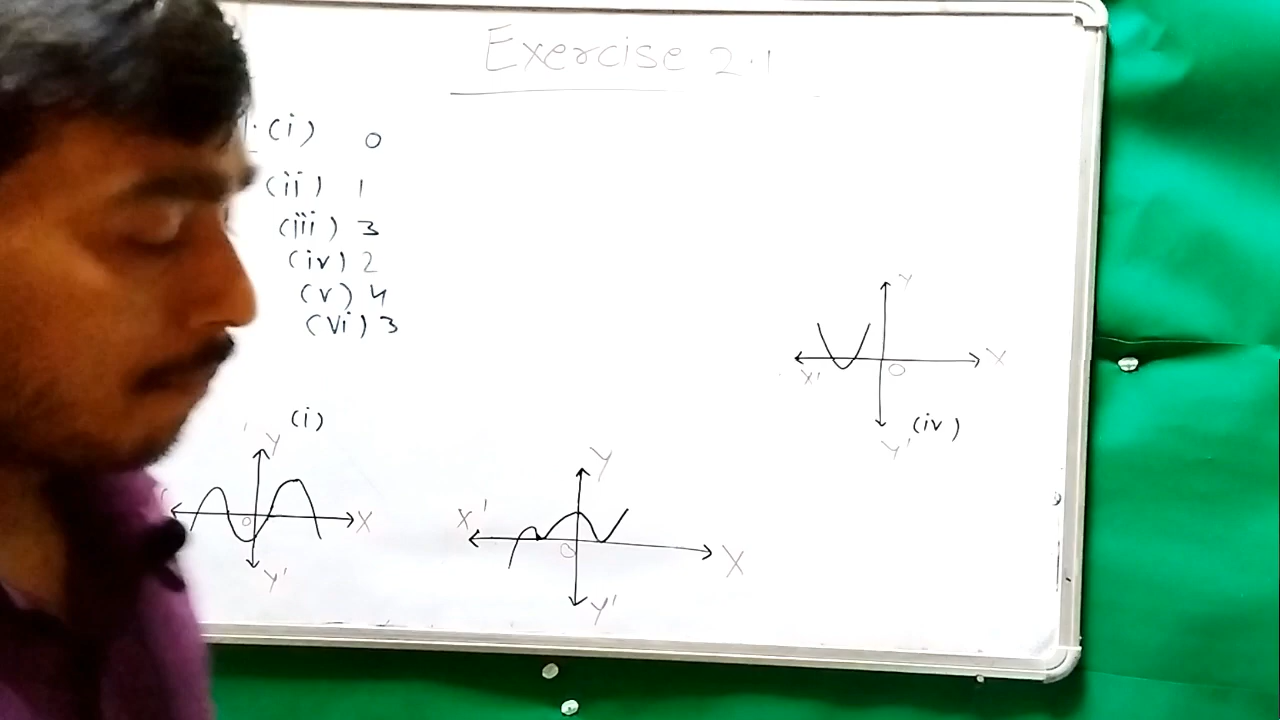 Exercise 2.1
1. (i) 0
(ii) 1
(iii) 3
(iv) 2
(v) 4
(vi) 3
Y
X' O X
Y' (iv)
(i)
Y
O X
Y'
Y
X' O X
Y'